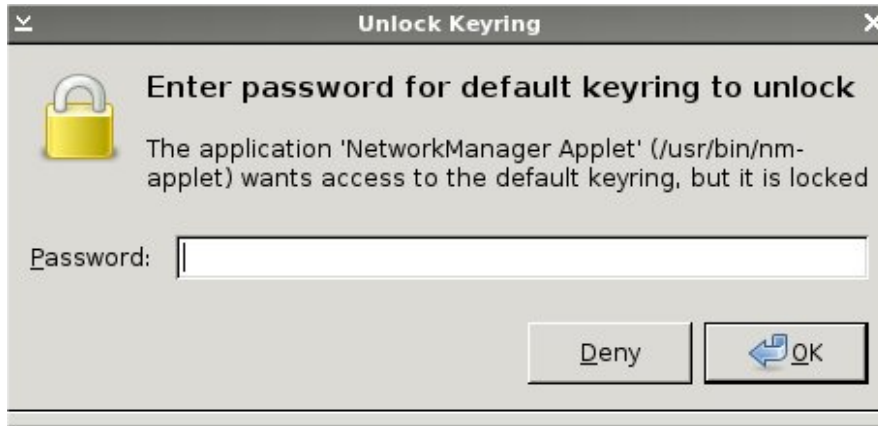 Unlock Keyring
Enter password for default keyring to unlock
The application 'NetworkManager Applet' (/usr/bin/nm-
applet) wants access to the default keyring, but it is locked
Password:
Deny
OK